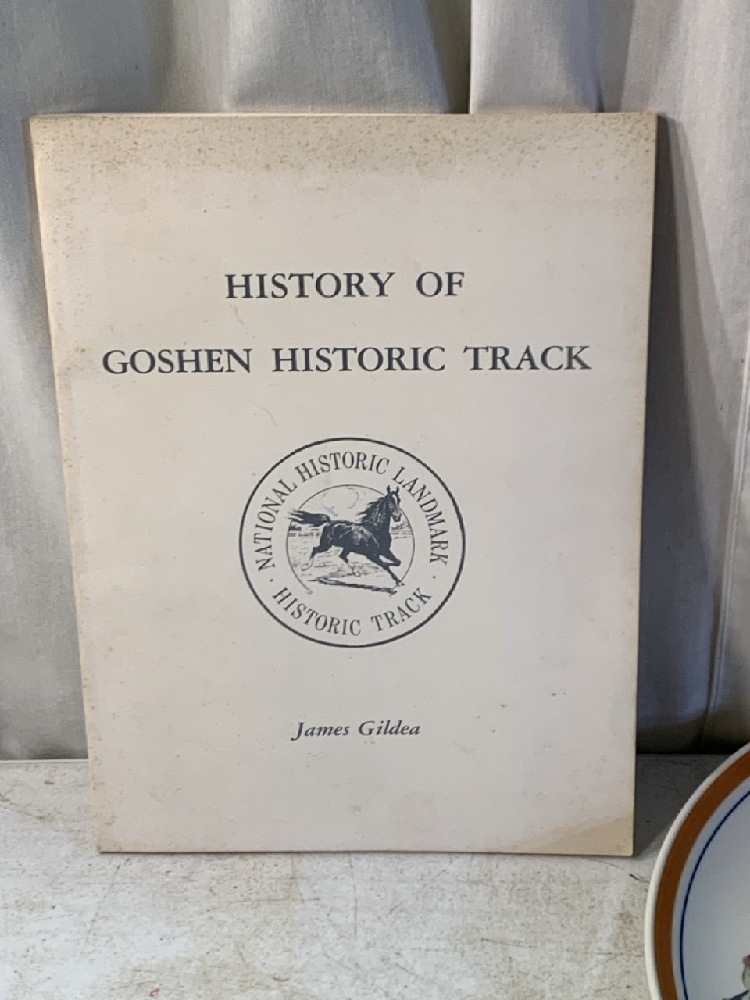 HISTORY OF
GOSHEN HISTORIC TRACK
· NATIONAL HISTORIC LANDMARK ·
HISTORIC TRACK
James Gildea